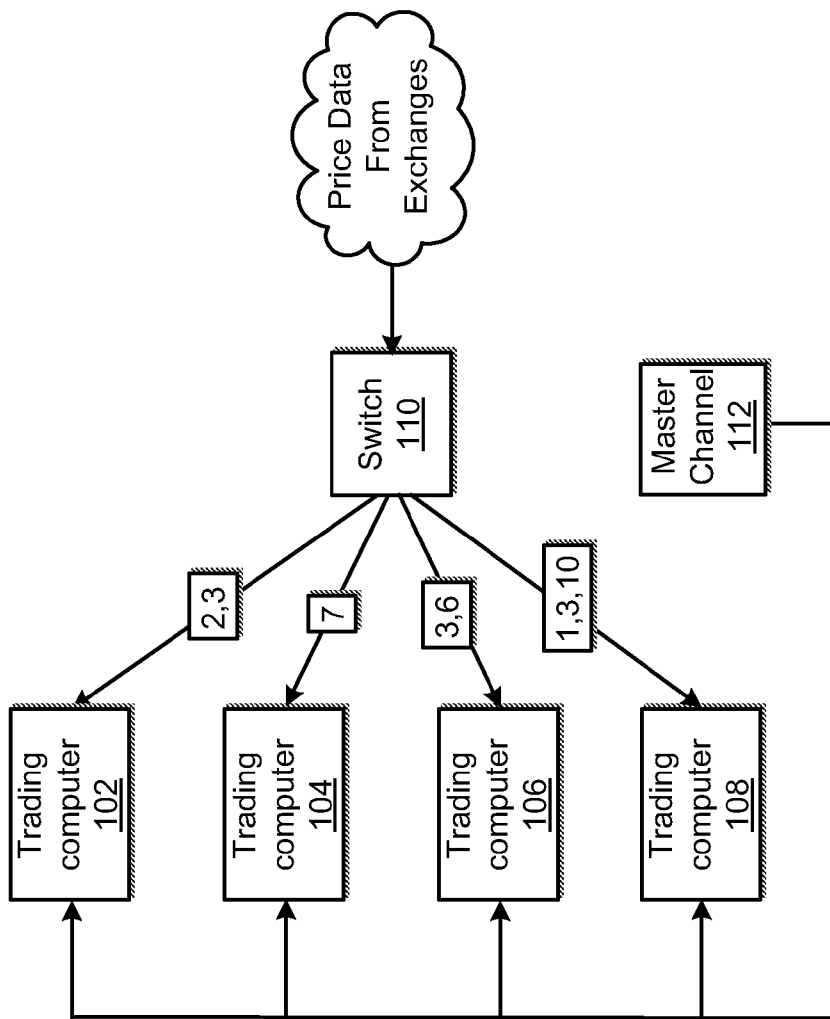 Price Data
From
Exchanges
Switch
110
Master
Channel
112
2,3
7
3,6
1,3,10
Trading
computer
102
Trading
computer
104
Trading
computer
106
Trading
computer
108